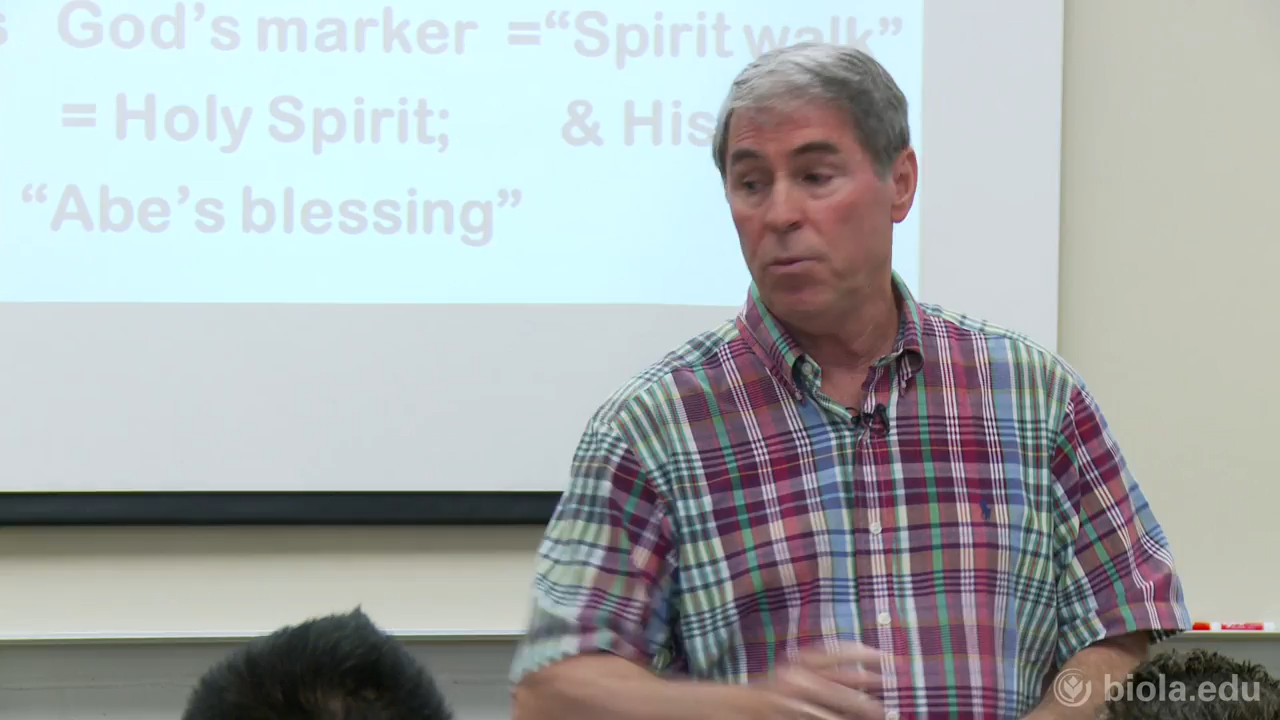 God's marker =“Spirit walk”
= Holy Spirit; & His
“Abe's blessing”
biola.edu